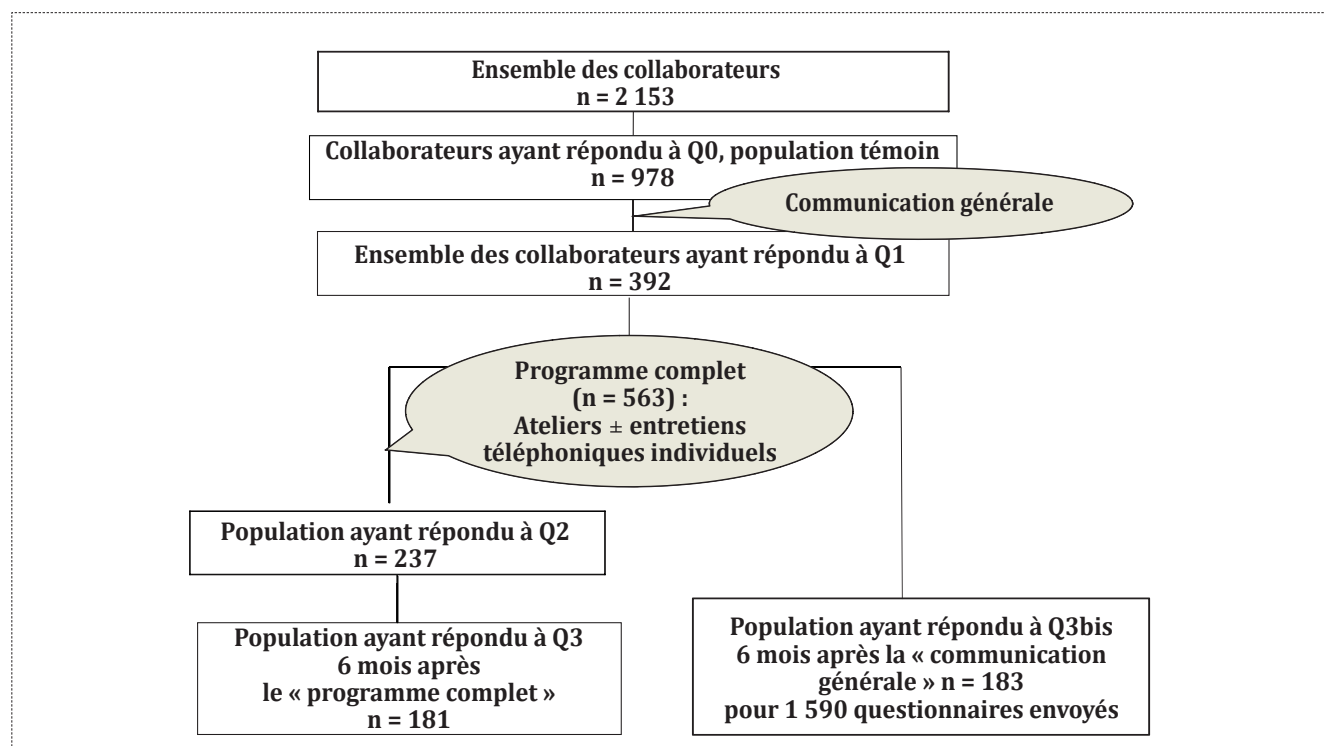 Ensemble des collaborateurs
n = 2 153
Collaborateurs ayant répondu à Q0, population témoin
n = 978
Communication générale
Ensemble des collaborateurs ayant répondu à Q1
n = 392
Programme complet
(n = 563) :
Ateliers ± entretiens
téléphoniques individuels
Population ayant répondu à Q2
n = 237
Population ayant répondu à Q3
6 mois après
le « programme complet »
n = 181
Population ayant répondu à Q3bis
6 mois après la « communication
générale » n = 183
pour 1 590 questionnaires envoyés